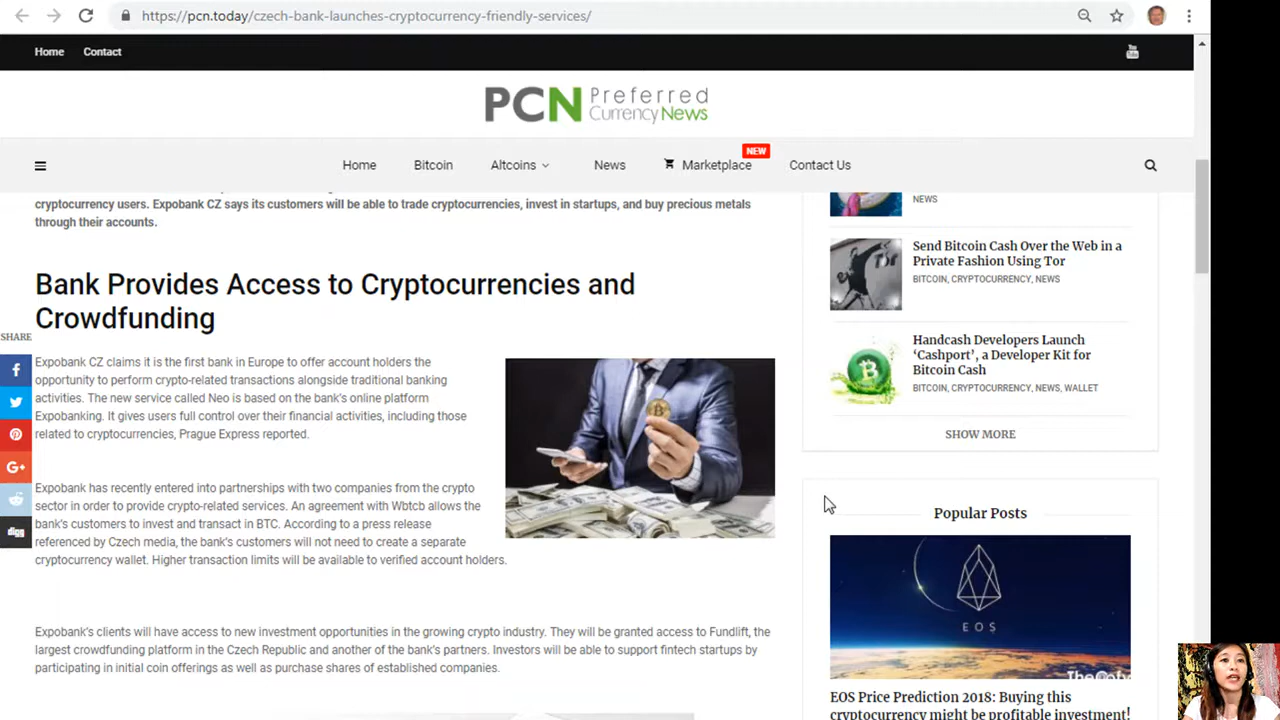 https://pcn.today/czech-bank-launches-cryptocurrency-friendly-services/
Home Contact
You Tube
PCN Preferred Currency News
NEW
Home Bitcoin Altcoins News Marketplace Contact Us
cryptocurrency users. Expobank CZ says its customers will be able to trade cryptocurrencies, invest in startups, and buy precious metals
through their accounts.
Bank Provides Access to Cryptocurrencies and
Crowdfunding
SHARE
Expobank CZ claims it is the first bank in Europe to offer account holders the
opportunity to perform crypto-related transactions alongside traditional banking
activities. The new service called Neo is based on the bank's online platform
Expobanking. It gives users full control over their financial activities, including those
related to cryptocurrencies, Prague Express reported.
Expobank has recently entered into partnerships with two companies from the crypto
sector in order to provide crypto-related services. An agreement with Wbtcb allows the
bank's customers to invest and transact in BTC. According to a press release
referenced by Czech media, the bank's customers will not need to create a separate
cryptocurrency wallet. Higher transaction limits will be available to verified account holders.
Expobank's clients will have access to new investment opportunities in the growing crypto industry. They will be granted access to Fundlift, the
largest crowdfunding platform in the Czech Republic and another of the bank's partners. Investors will be able to support fintech startups by
participating in initial coin offerings as well as purchase shares of established companies.
f
G+
digg
NEWS
Send Bitcoin Cash Over the Web in a
Private Fashion Using Tor
BITCOIN, CRYPTOCURRENCY, NEWS
Handcash Developers Launch
‘Cashport’, a Developer Kit for
Bitcoin Cash
BITCOIN, CRYPTOCURRENCY, NEWS, WALLET
SHOW MORE
Popular Posts
EOS
EOS Price Prediction 2018: Buying this
cryptocurrency might be profitable investment!